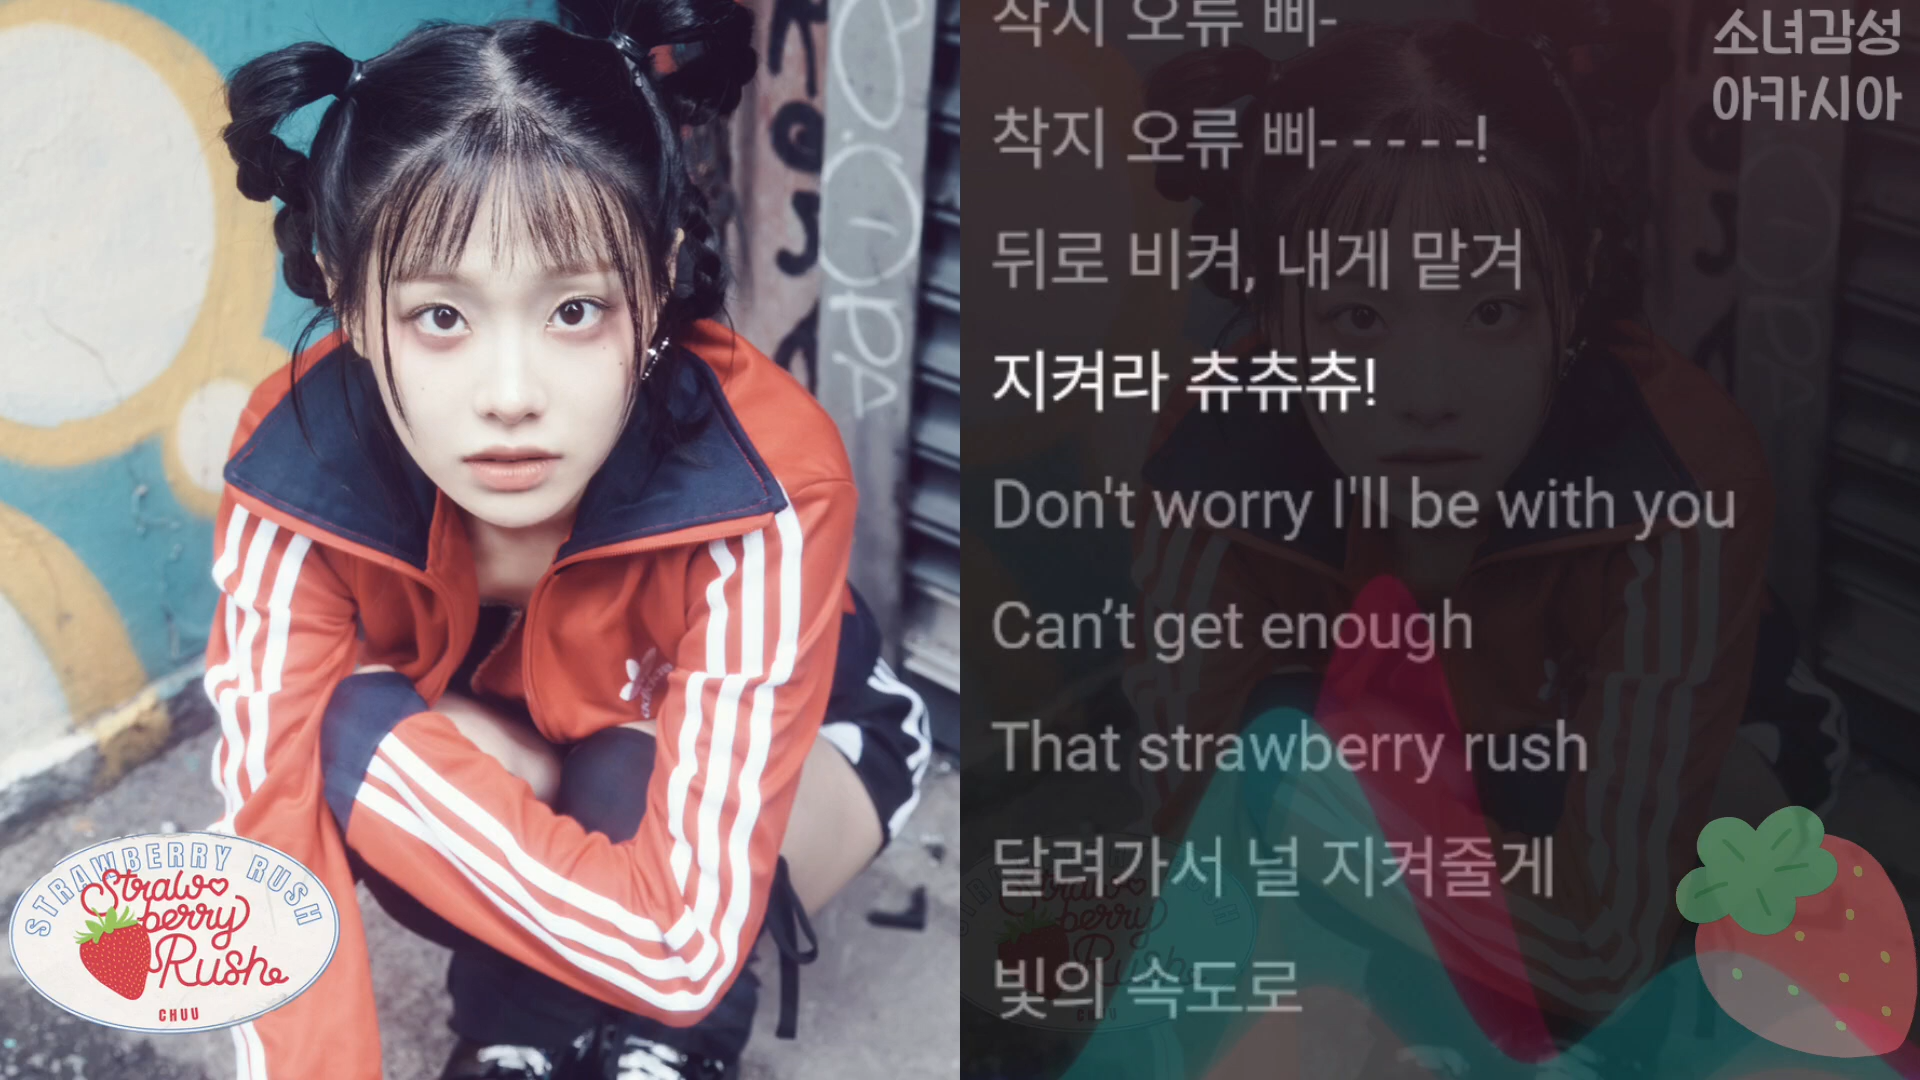 STRAWBERRY RUSH
Strawberry
Rush
CHUU
착지 오류 삐-
착지 오류 삐- - - - -!
뒤로 비켜, 내게 맡겨
지켜라 츄츄츄!
Don't worry I'll be with you
Can’t get enough
That strawberry rush
달려가서 널 지켜줄게
빛의 속도로
소녀감성
아카시아